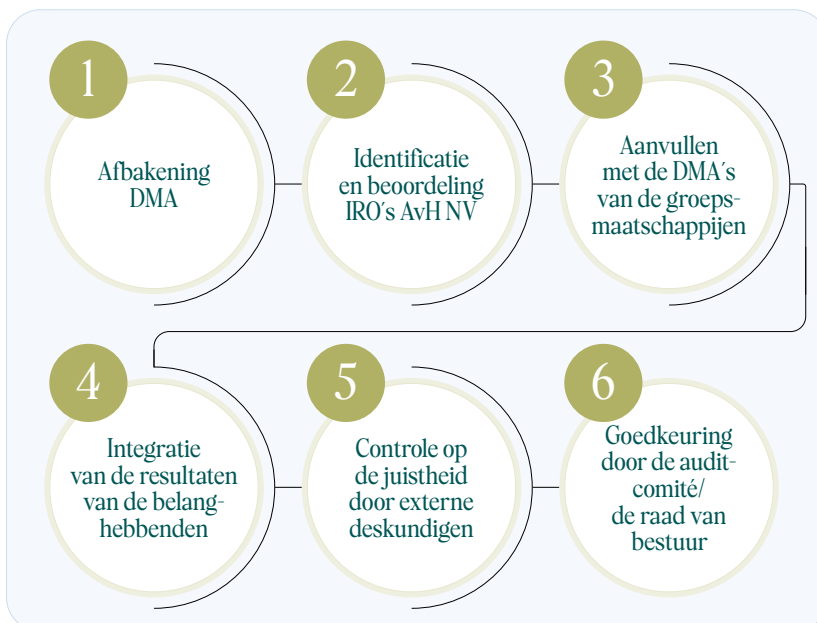 1
Afbakening
DMA
2
Identificatie
en beoordeling
IRO's AvH NV
3
Aanvullen
met de DMA's
van de groeps-
maatschappijen
4
Integratie
van de resultaten
van de belang-
hebbenden
5
Controle op
de juistheid
door externe
deskundigen
6
Goedkeuring
door de audit-
comité/
de raad van
bestuur